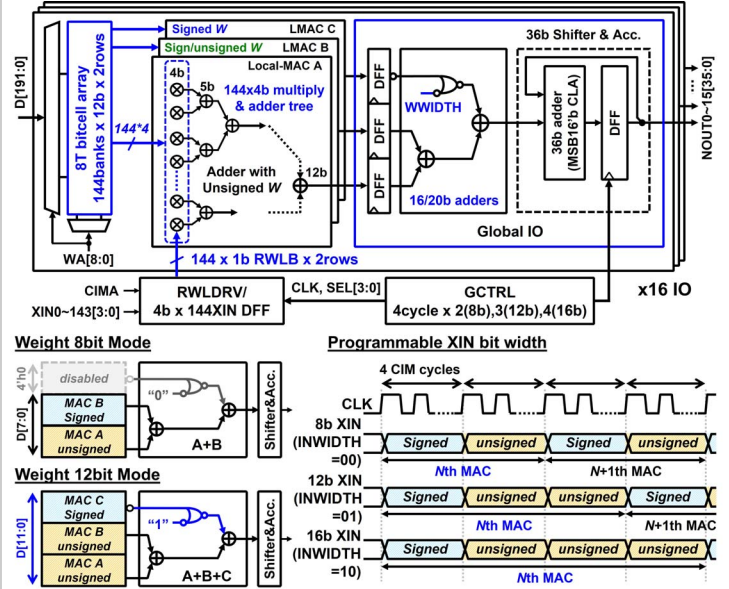 Signed W
LMAC C
Sign/unsigned W
LMAC B
Local-MAC A
36b Shifter & Acc.
D[191:0]
8T bitcell array
144banks x 12b x 2rows
144*4
4b
5b
144x4b multiply
& adder tree
Adder with
Unsigned W
12b
DFF
DFF
DFF
WWIDTH
16/20b adders
36b adder
(MSB16*b CLA)
DFF
NOUT0~15[35:0]
Global IO
WA[8:0]
144 x 1b RWLB x 2rows
x16 IO
CIMA
XIN0~143[3:0]
RWLDRV/
4b x 144XIN DFF
CLK, SEL[3:0]
GCTRL
4cycle x 2(8b),3(12b),4(16b)
Weight 8bit Mode
4'h0
disabled
"0"
D[7:0]
MAC B
Signed
MAC A
unsigned
A+B
Shifter&Acc.
Weight 12bit Mode
D[11:0]
MAC C
Signed
"1"
MAC B
unsigned
MAC A
unsigned
A+B+C
Shifter&Acc.
Programmable XIN bit width
4 CIM cycles
CLK
8b XIN
(INWIDTH
=00)
Signed
unsigned
Signed
unsigned
Nth MAC
N+1th MAC
12b XIN
(INWIDTH
=01)
Signed
unsigned
unsigned
Signed
Nth MAC
N+1th MAC
16b XIN
(INWIDTH
=10)
Signed
unsigned
unsigned
unsigned
Nth MAC